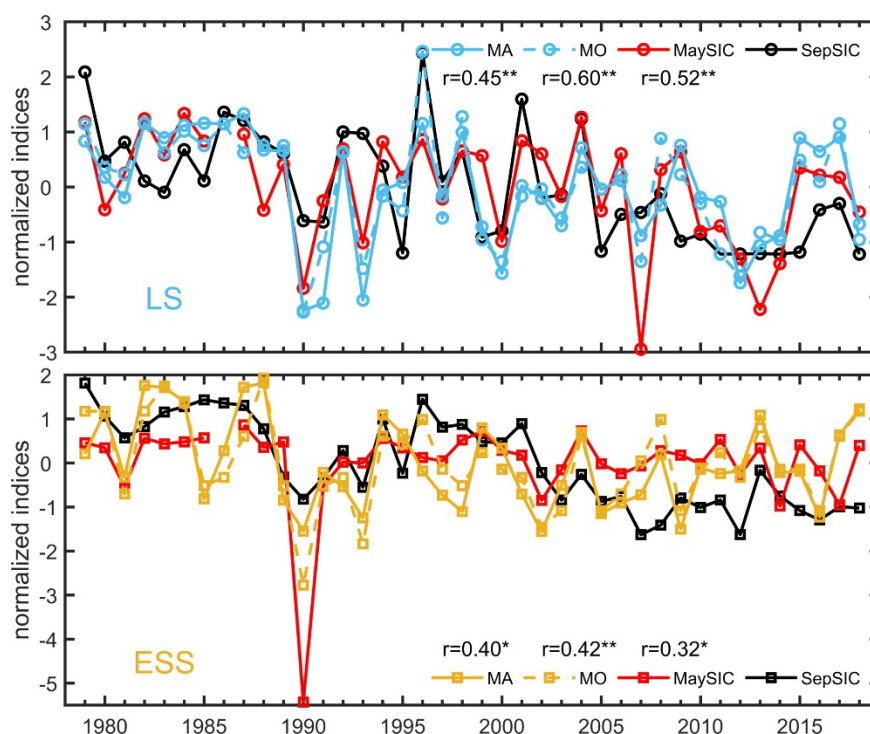 3
2
1
0
-1
-2
-3
normalized indices
MA MO MaySIC SepSIC
r=0.45** r=0.60** r=0.52**
LS
2
1
0
-1
-2
-3
-4
-5
normalized indices
r=0.40* r=0.42** r=0.32*
MA MO MaySIC SepSIC
ESS
1980 1985 1990 1995 2000 2005 2010 2015